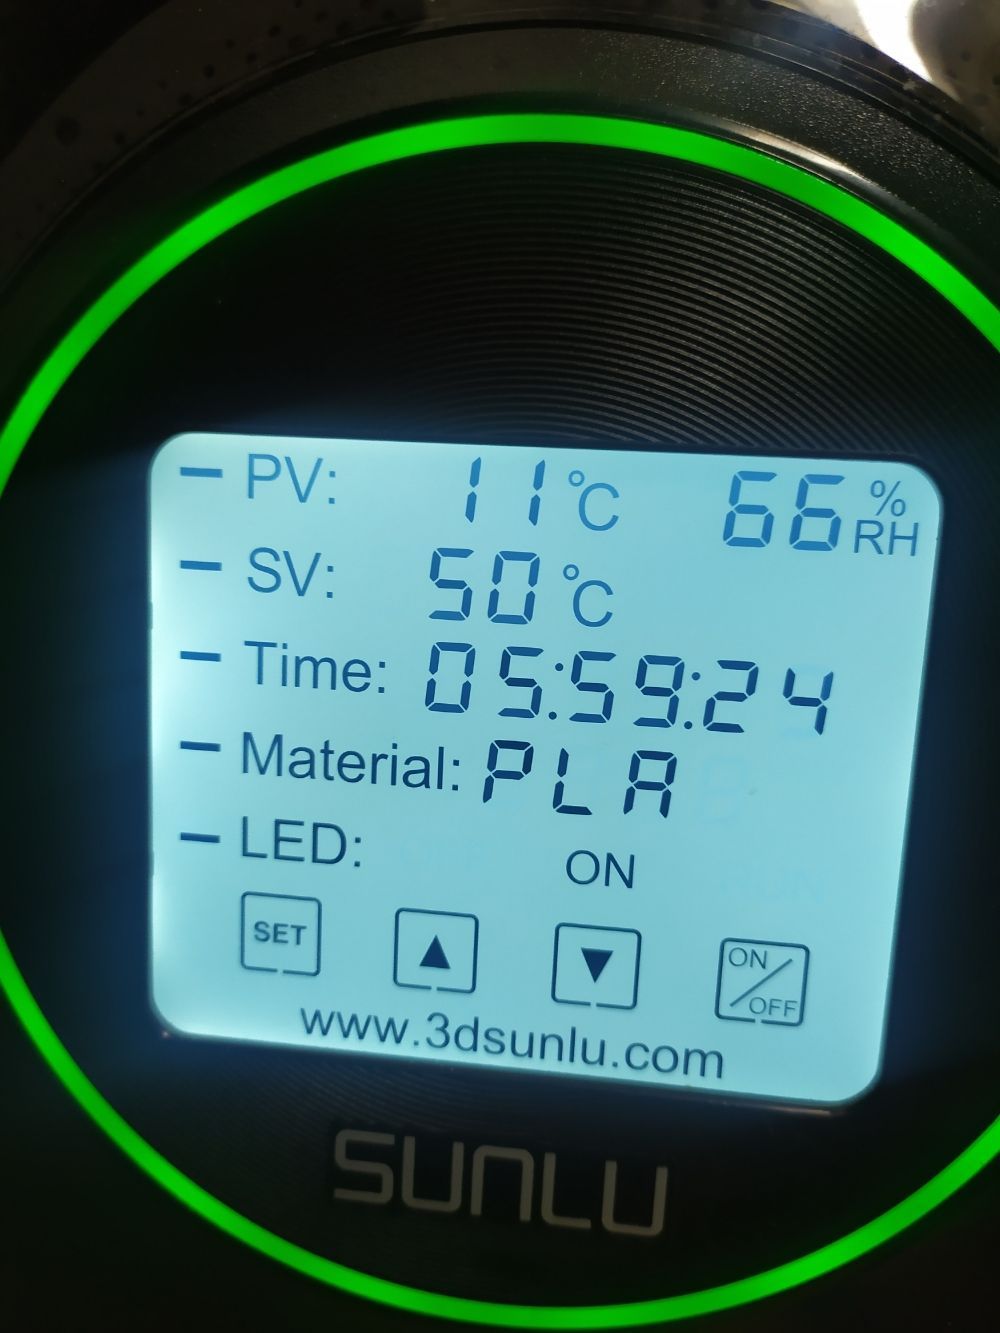 PV: 11 °C 66 % RH
SV: 50 °C
Time: 05:59:24
Material: PLA
LED: ON
SET ▲ ▼ ON/OFF
www.3dsunlu.com
SUNLU